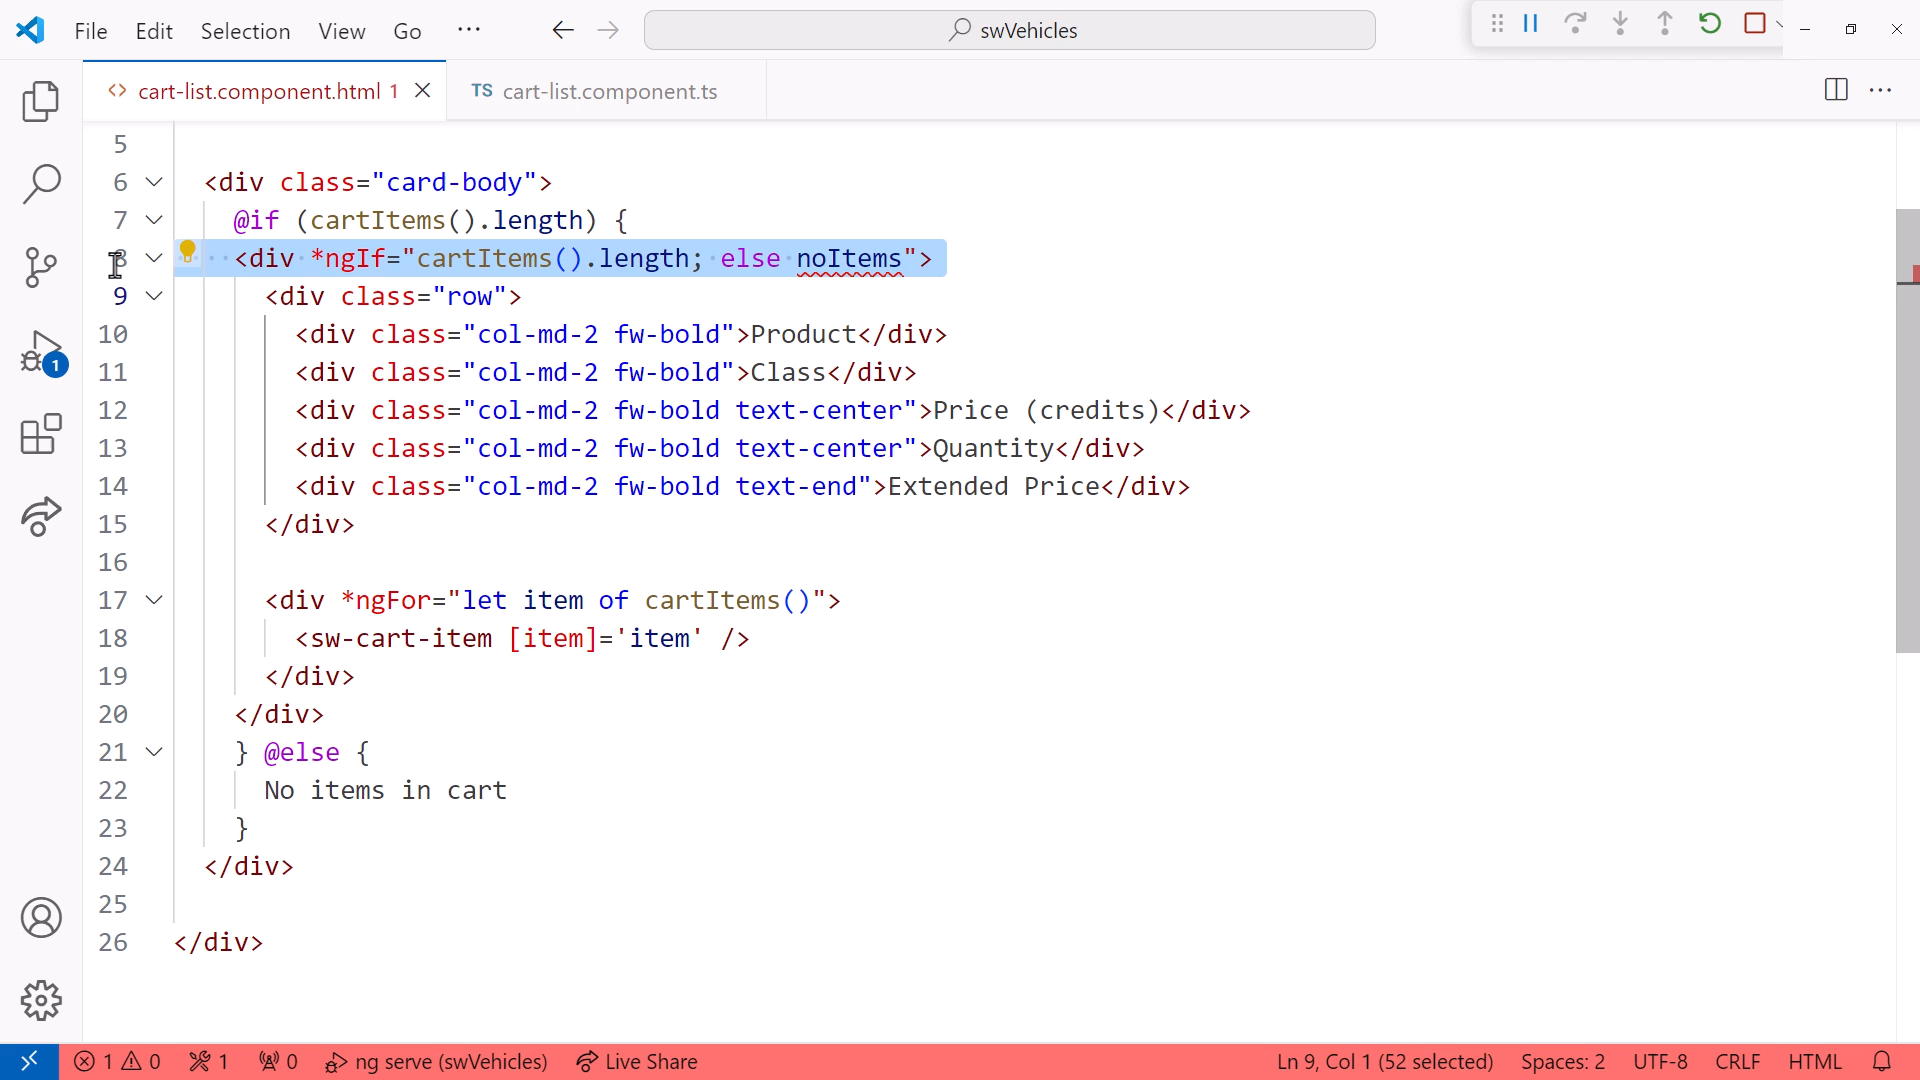 File Edit Selection View Go ··· swVehicles
<> cart-list.component.html 1 TS cart-list.component.ts
5
6 <div class="card-body">
7 @if (cartItems().length) {
8 <div *ngIf="cartItems().length; else noItems">
9 <div class="row">
10 <div class="col-md-2 fw-bold">Product</div>
11 <div class="col-md-2 fw-bold">Class</div>
12 <div class="col-md-2 fw-bold text-center">Price (credits)</div>
13 <div class="col-md-2 fw-bold text-center">Quantity</div>
14 <div class="col-md-2 fw-bold text-end">Extended Price</div>
15 </div>
16
17 <div *ngFor="let item of cartItems()">
18 <sw-cart-item [item]='item' />
19 </div>
20 </div>
21 } @else {
22 No items in cart
23 }
24 </div>
25
26 </div>
1
1 0 1 0 ng serve (swVehicles) Live Share Ln 9, Col 1 (52 selected) Spaces: 2 UTF-8 CRLF HTML